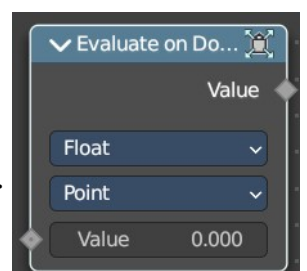 Evaluate on Do...
Value
Float
Point
Value 0.000